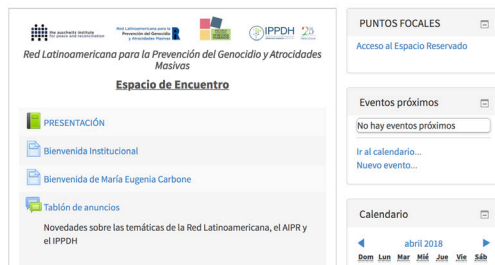 the auschwitz institute
for peace and reconciliation
Red Latinoamericana para la
Prevención del Genocidio
y Atrocidades Masivas
IPPDH
Red Latinoamericana para la Prevención del Genocidio y Atrocidades
Masivas
Espacio de Encuentro
PRESENTACIÓN
Bienvenida Institucional
Bienvenida de María Eugenia Carbone
Tablón de anuncios
Novedades sobre las temáticas de la Red Latinoamericana, el AIPR y
el IPPDH
PUNTOS FOCALES
Acceso al Espacio Reservado
Eventos próximos
No hay eventos próximos
Ir al calendario...
Nuevo evento...
Calendario
abril 2018
Dom Lun Mar Mié Jue Vie Sáb